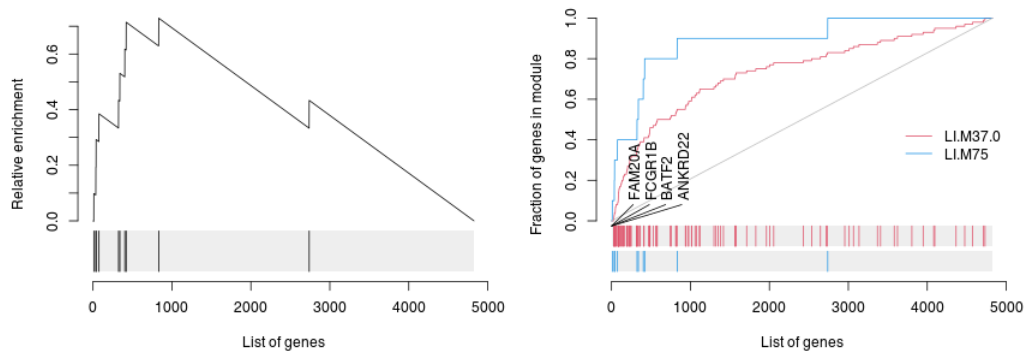 Relative enrichment
0.0 0.2 0.4 0.6
0 1000 2000 3000 4000 5000
List of genes
Fraction of genes in module
0.0 0.2 0.4 0.6 0.8 1.0
FAM20A
FCGR1B
BATF2
ANKRD22
LI.M37.0
LI.M75
0 1000 2000 3000 4000 5000
List of genes